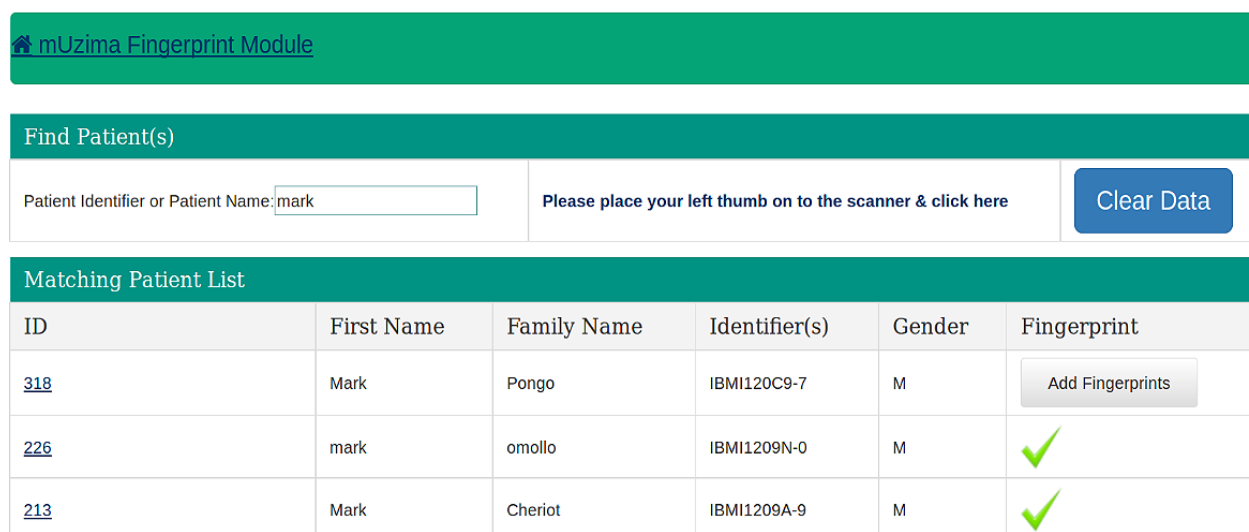 mUzima Fingerprint Module
Find Patient(s)
Patient Identifier or Patient Name: mark
Please place your left thumb on to the scanner & click here
Clear Data
Matching Patient List
ID First Name Family Name Identifier(s) Gender Fingerprint
318 Mark Pongo IBMI120C9-7 M Add Fingerprints
226 mark omollo IBMI1209N-0 M
213 Mark Cheriot IBMI1209A-9 M